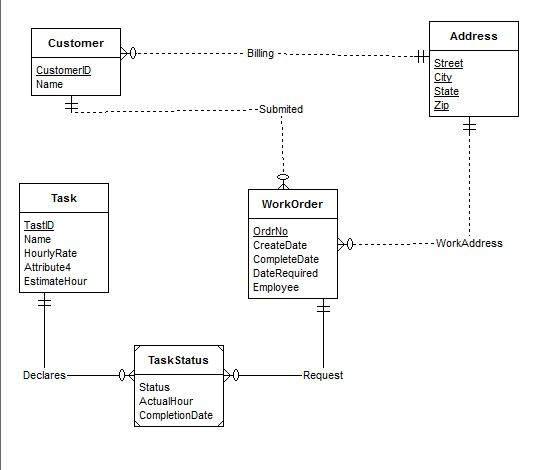 Customer
CustomerID
Name
Billing
Address
Street
City
State
Zip
Submited
Task
TastID
Name
HourlyRate
Attribute4
EstimateHour
WorkOrder
OrdrNo
CreateDate
CompleteDate
DateRequired
Employee
WorkAddress
Declares
TaskStatus
Status
ActualHour
CompletionDate
Request